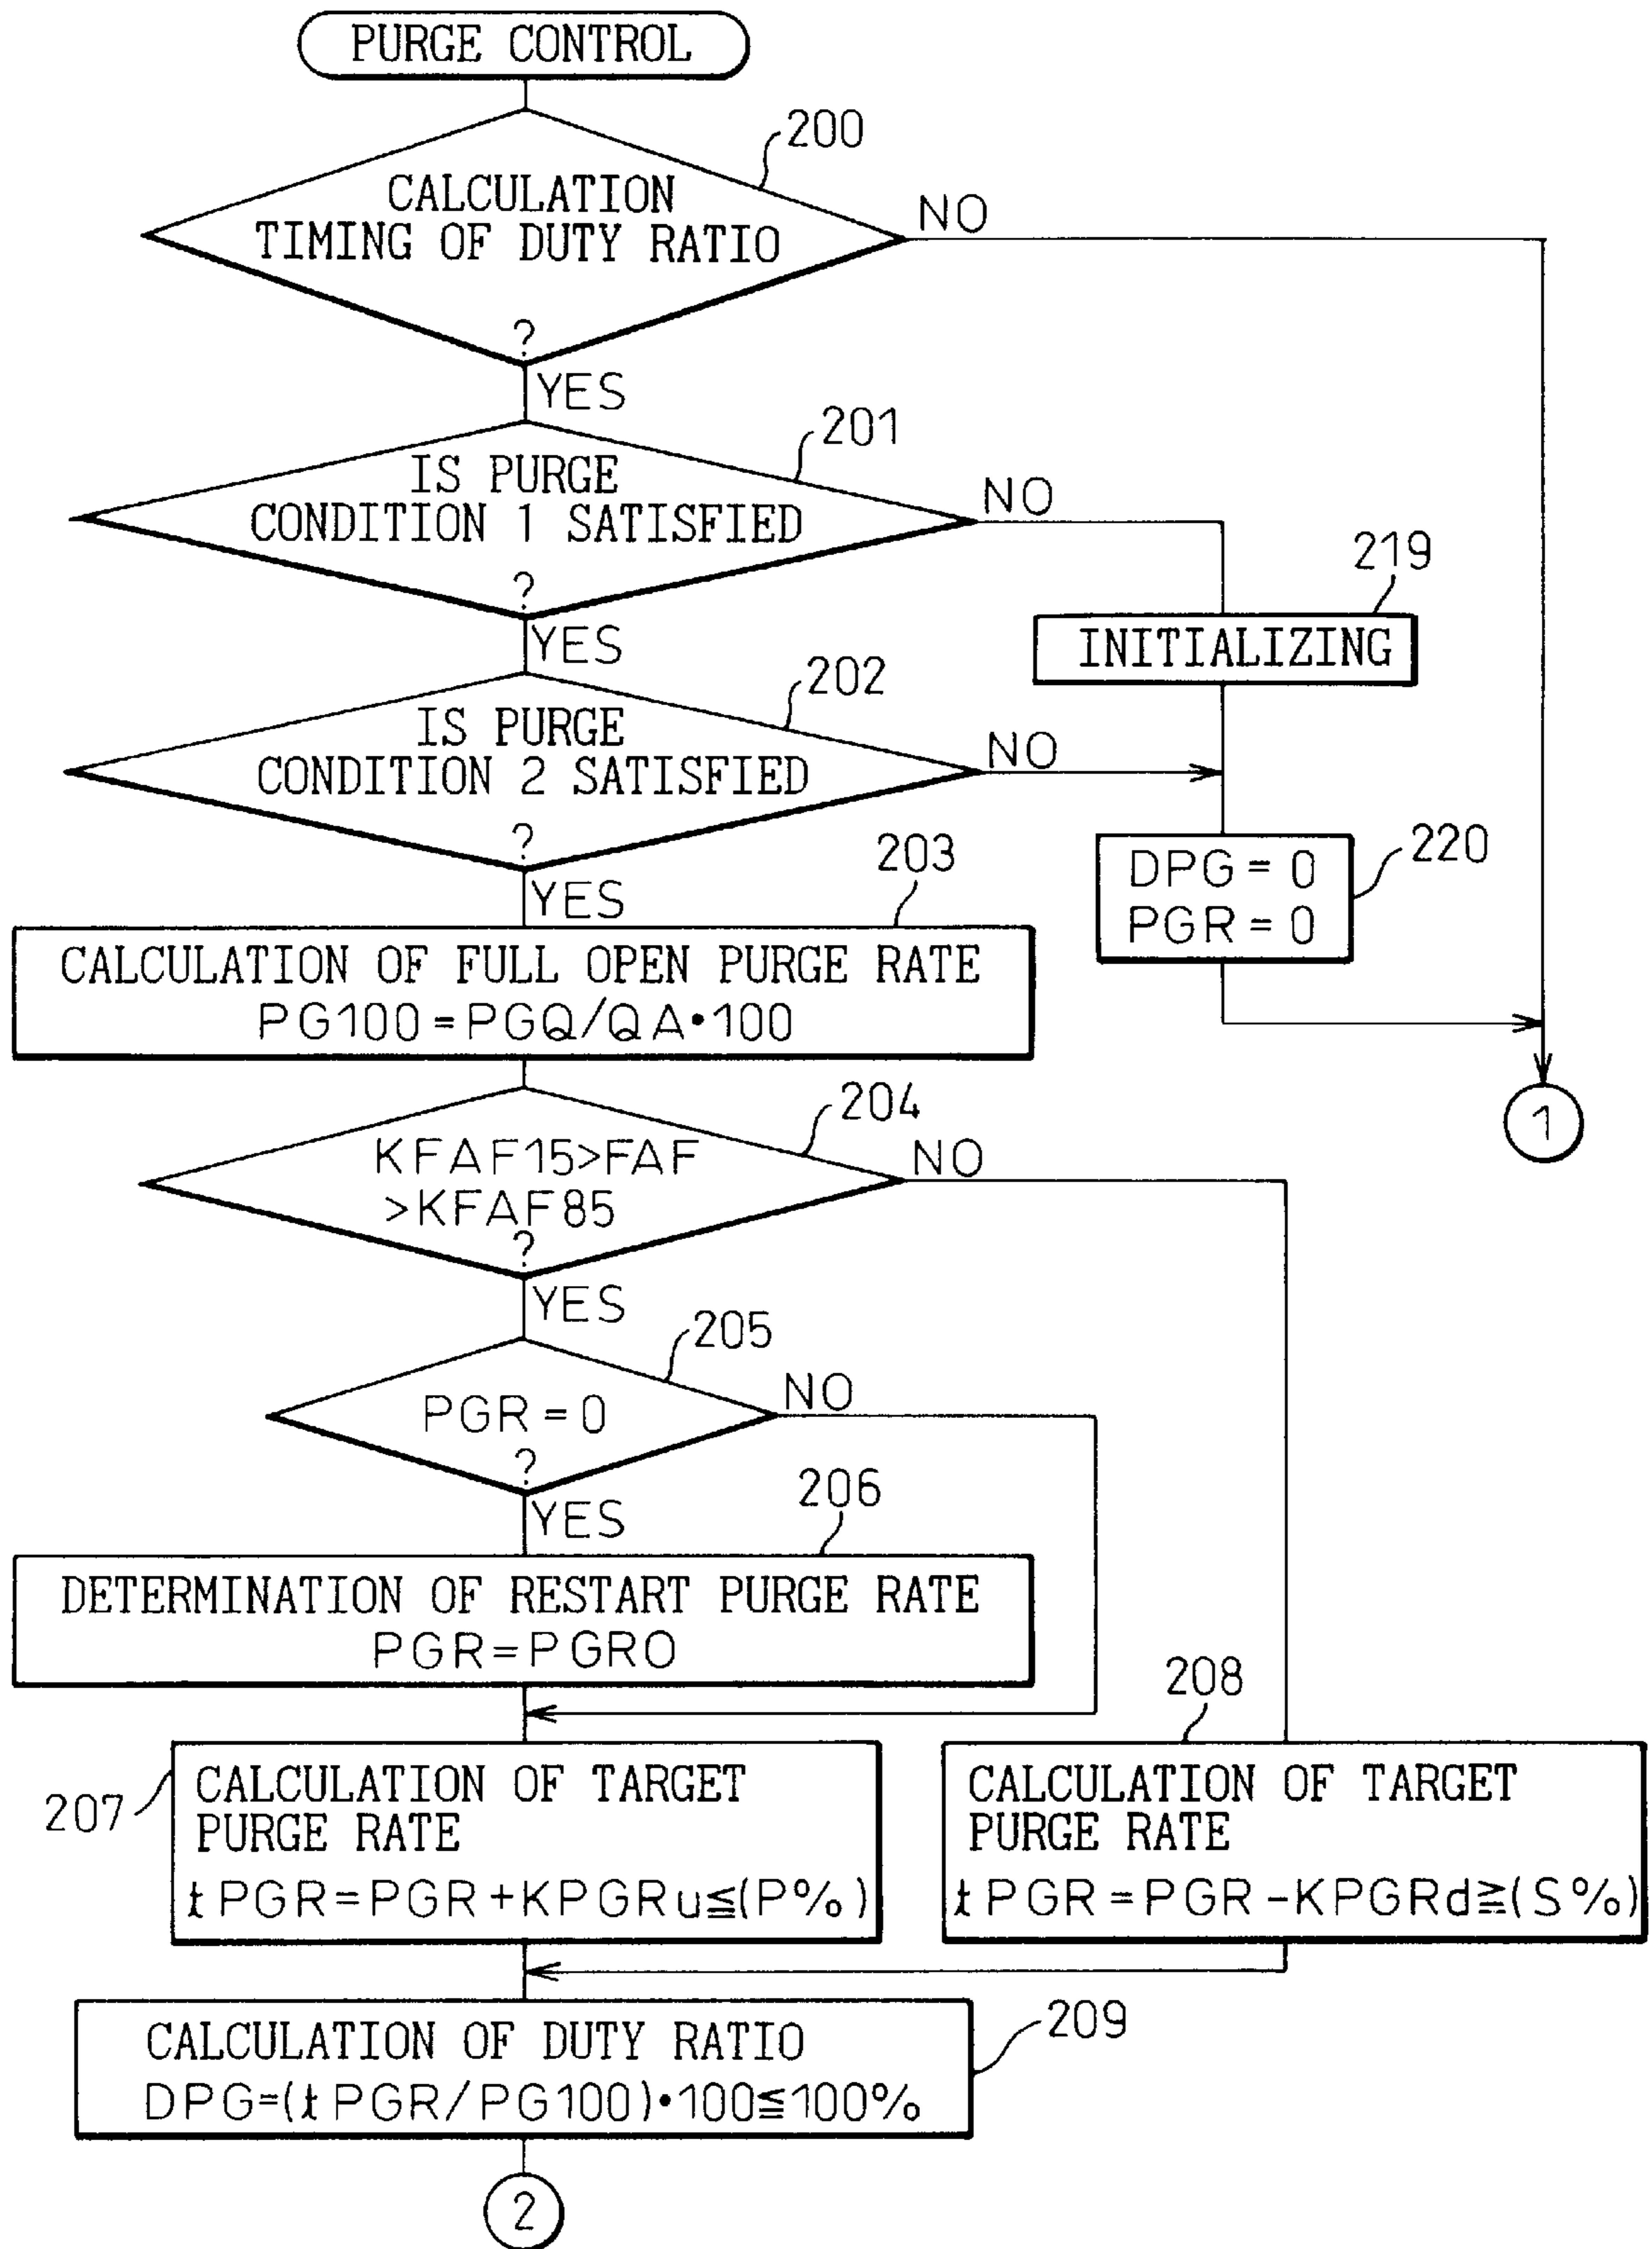 PURGE CONTROL
200
CALCULATION
TIMING OF DUTY RATIO
?
NO
YES
201
IS PURGE
CONDITION 1 SATISFIED
?
NO
YES
219
INITIALIZING
202
IS PURGE
CONDITION 2 SATISFIED
?
NO
YES
220
DPG = 0
PGR = 0
203
CALCULATION OF FULL OPEN PURGE RATE
PG100=PGQ/QA•100
1
204
KFAF15>FAF
>KFAF85
?
NO
YES
205
PGR = 0
?
NO
YES
206
DETERMINATION OF RESTART PURGE RATE
PGR=PGR0
207
CALCULATION OF TARGET
PURGE RATE
tPGR=PGR+KPGRu≦(P%)
208
CALCULATION OF TARGET
PURGE RATE
tPGR=PGR-KPGRd≧(S%)
209
CALCULATION OF DUTY RATIO
DPG=(tPGR/PG100)•100≦100%
2